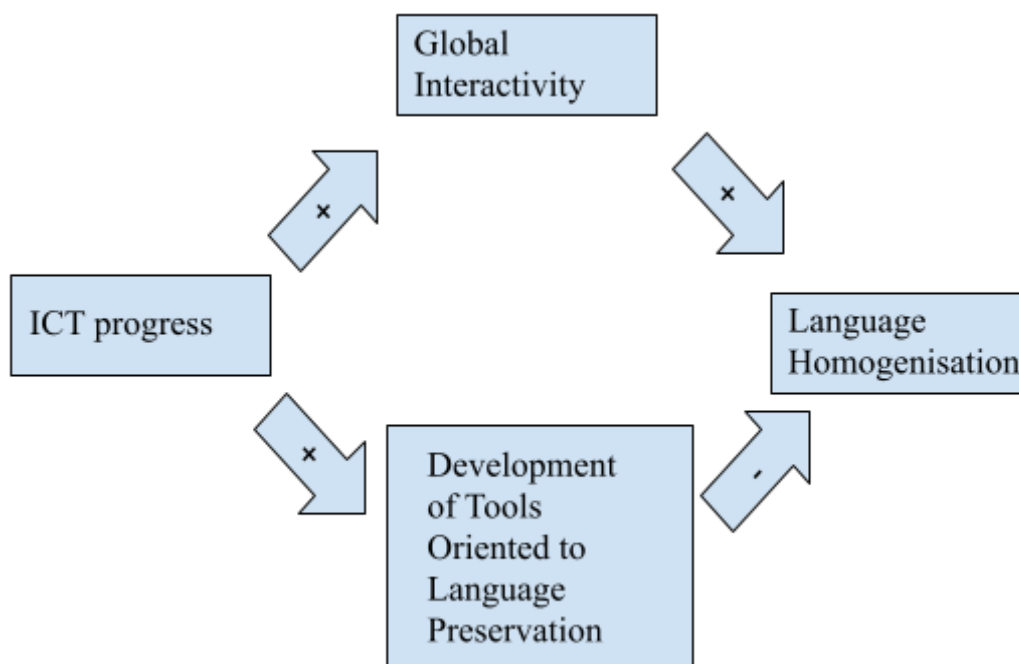 Global
Interactivity
+
+
ICT progress
Language
Homogenisation
+
-
Development
of Tools
Oriented to
Language
Preservation